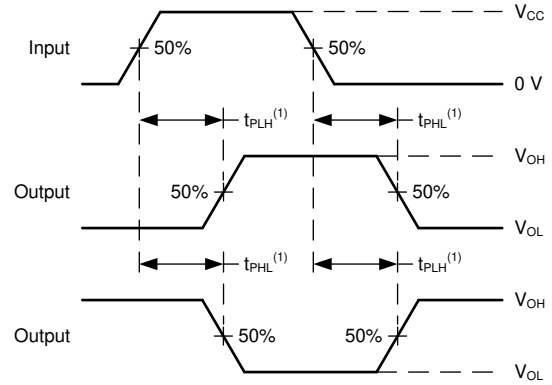 V_CC
Input 50% 50%
0 V
t_PLH^(1) t_PHL^(1)
V_OH
Output 50% 50%
V_OL
t_PHL^(1) t_PLH^(1)
V_OH
Output 50% 50%
V_OL